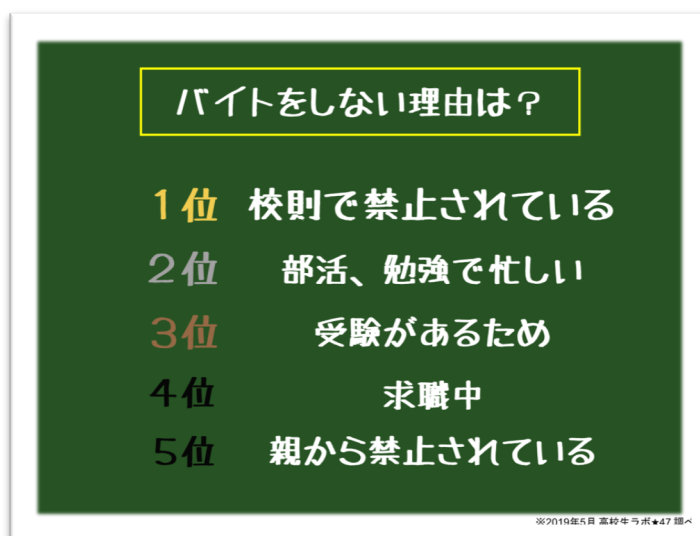 バイトをしない理由は？
1位 校則で禁止されている
2位 部活、勉強で忙しい
3位 受験があるため
4位 求職中
5位 親から禁止されている
※2019年5月 高校生ラボ★47 調べ